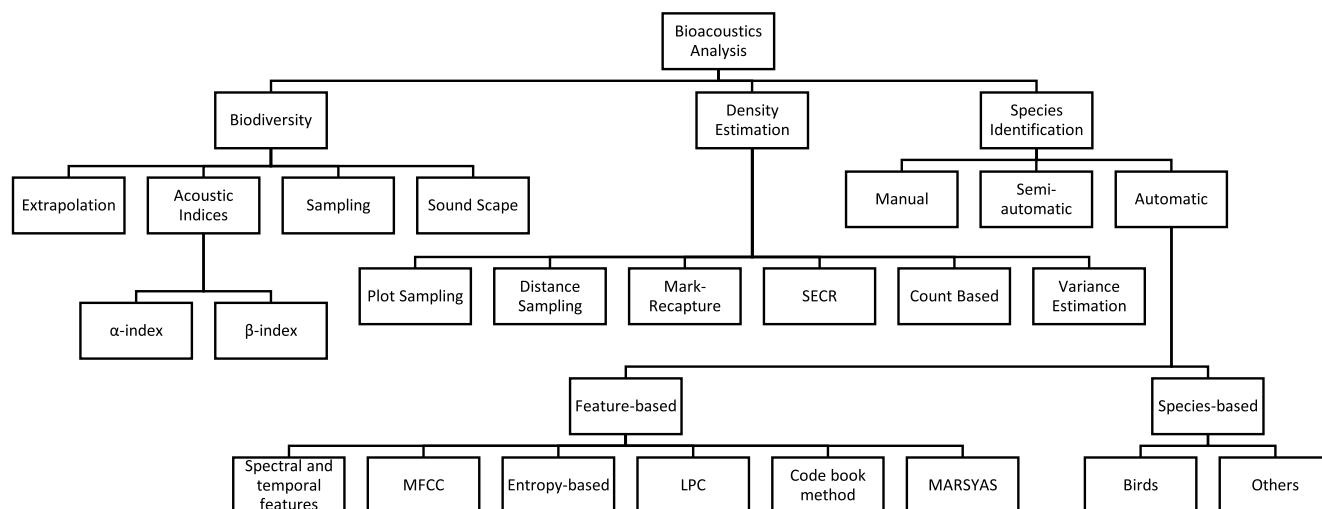 Bioacoustics
Analysis
Biodiversity
Density
Estimation
Species
Identification
Extrapolation
Acoustic
Indices
Sampling
Sound Scape
Manual
Semi-
automatic
Automatic
Plot Sampling
Distance
Sampling
Mark-
Recapture
SECR
Count Based
Variance
Estimation
α-index
β-index
Feature-based
Species-based
Spectral and
temporal
features
MFCC
Entropy-based
LPC
Code book
method
MARSYAS
Birds
Others